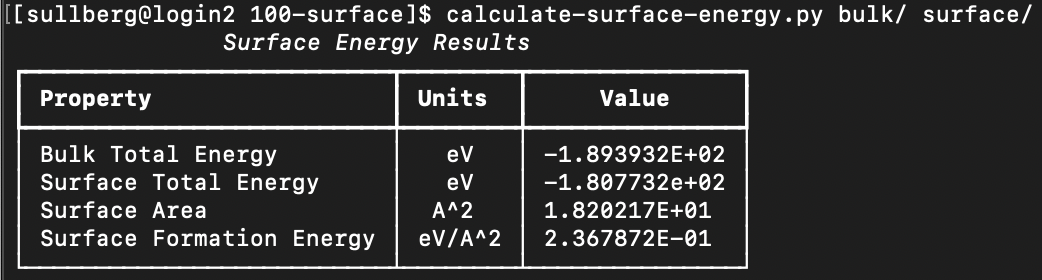 [[sullberg@login2 100-surface]$ calculate-surface-energy.py bulk/ surface/
Surface Energy Results
Property Units Value
Bulk Total Energy eV -1.893932E+02
Surface Total Energy eV -1.807732e+02
Surface Area A^2 1.820217E+01
Surface Formation Energy eV/A^2 2.367872E-01